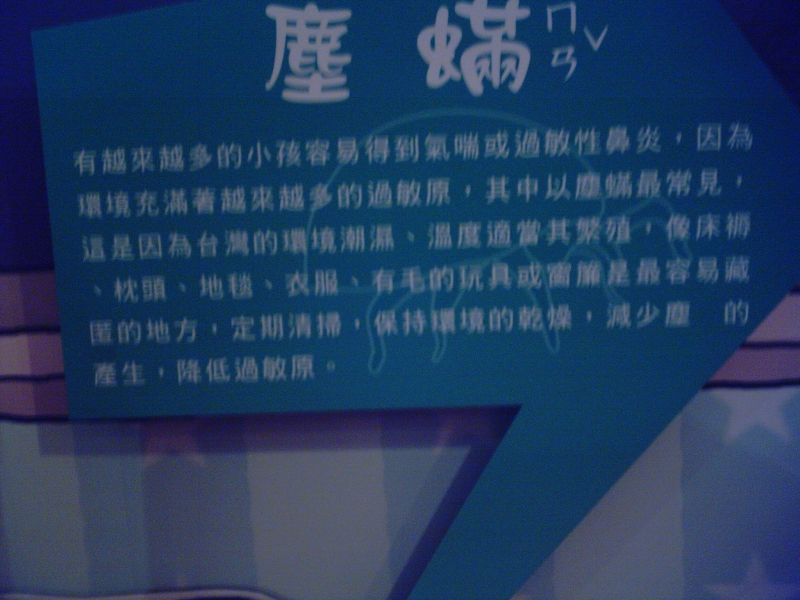 塵 蟎 ㄇㄢˇ
有越來越多的小孩容易得到氣喘或過敏性鼻炎，因為
環境充滿著越來越多的過敏原，其中以塵蟎最常見，
這是因為台灣的環境潮濕、溫度適當其繁殖，像床褥
、枕頭、地毯、衣服、有毛的玩具或窗簾是最容易藏
匿的地方，定期清掃，保持環境的乾燥，減少塵　的
產生，降低過敏原。